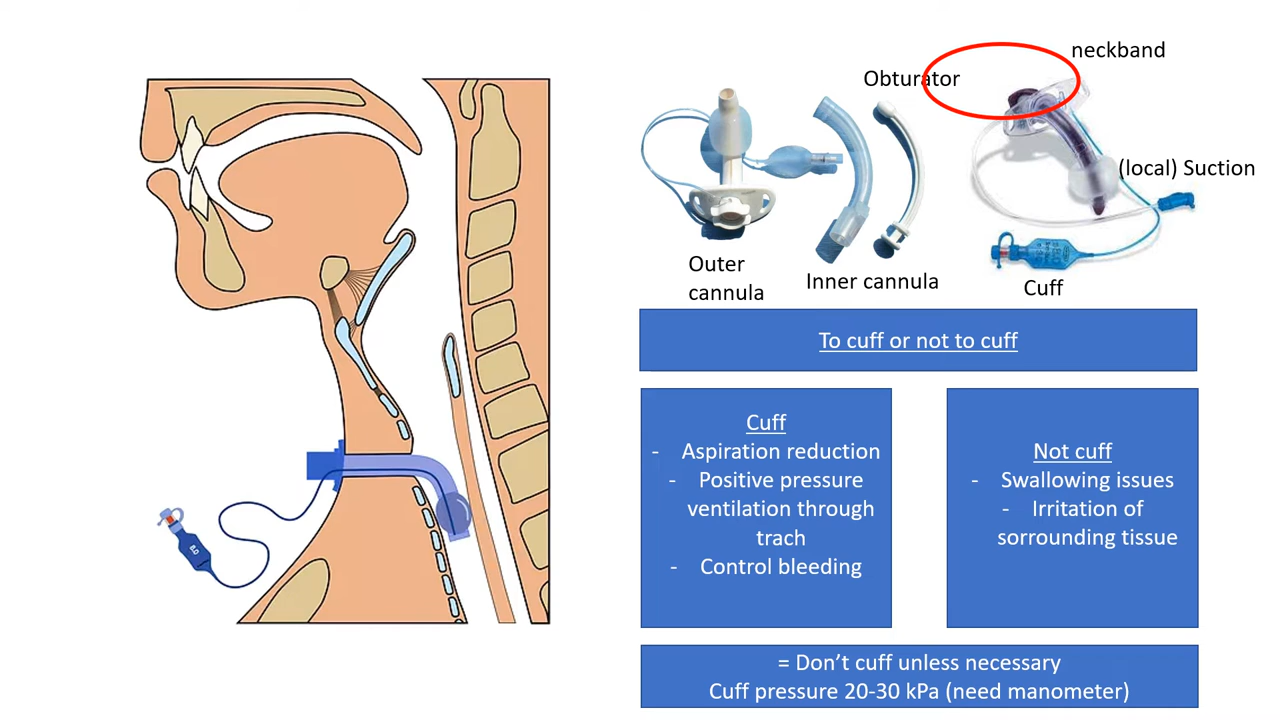 neckband
Obturator
(local) Suction
Outer
cannula
Inner cannula
Cuff
To cuff or not to cuff
Cuff
- Aspiration reduction
- Positive pressure
ventilation through
trach
- Control bleeding
Not cuff
- Swallowing issues
- Irritation of
sorrounding tissue
= Don't cuff unless necessary
Cuff pressure 20-30 kPa (need manometer)